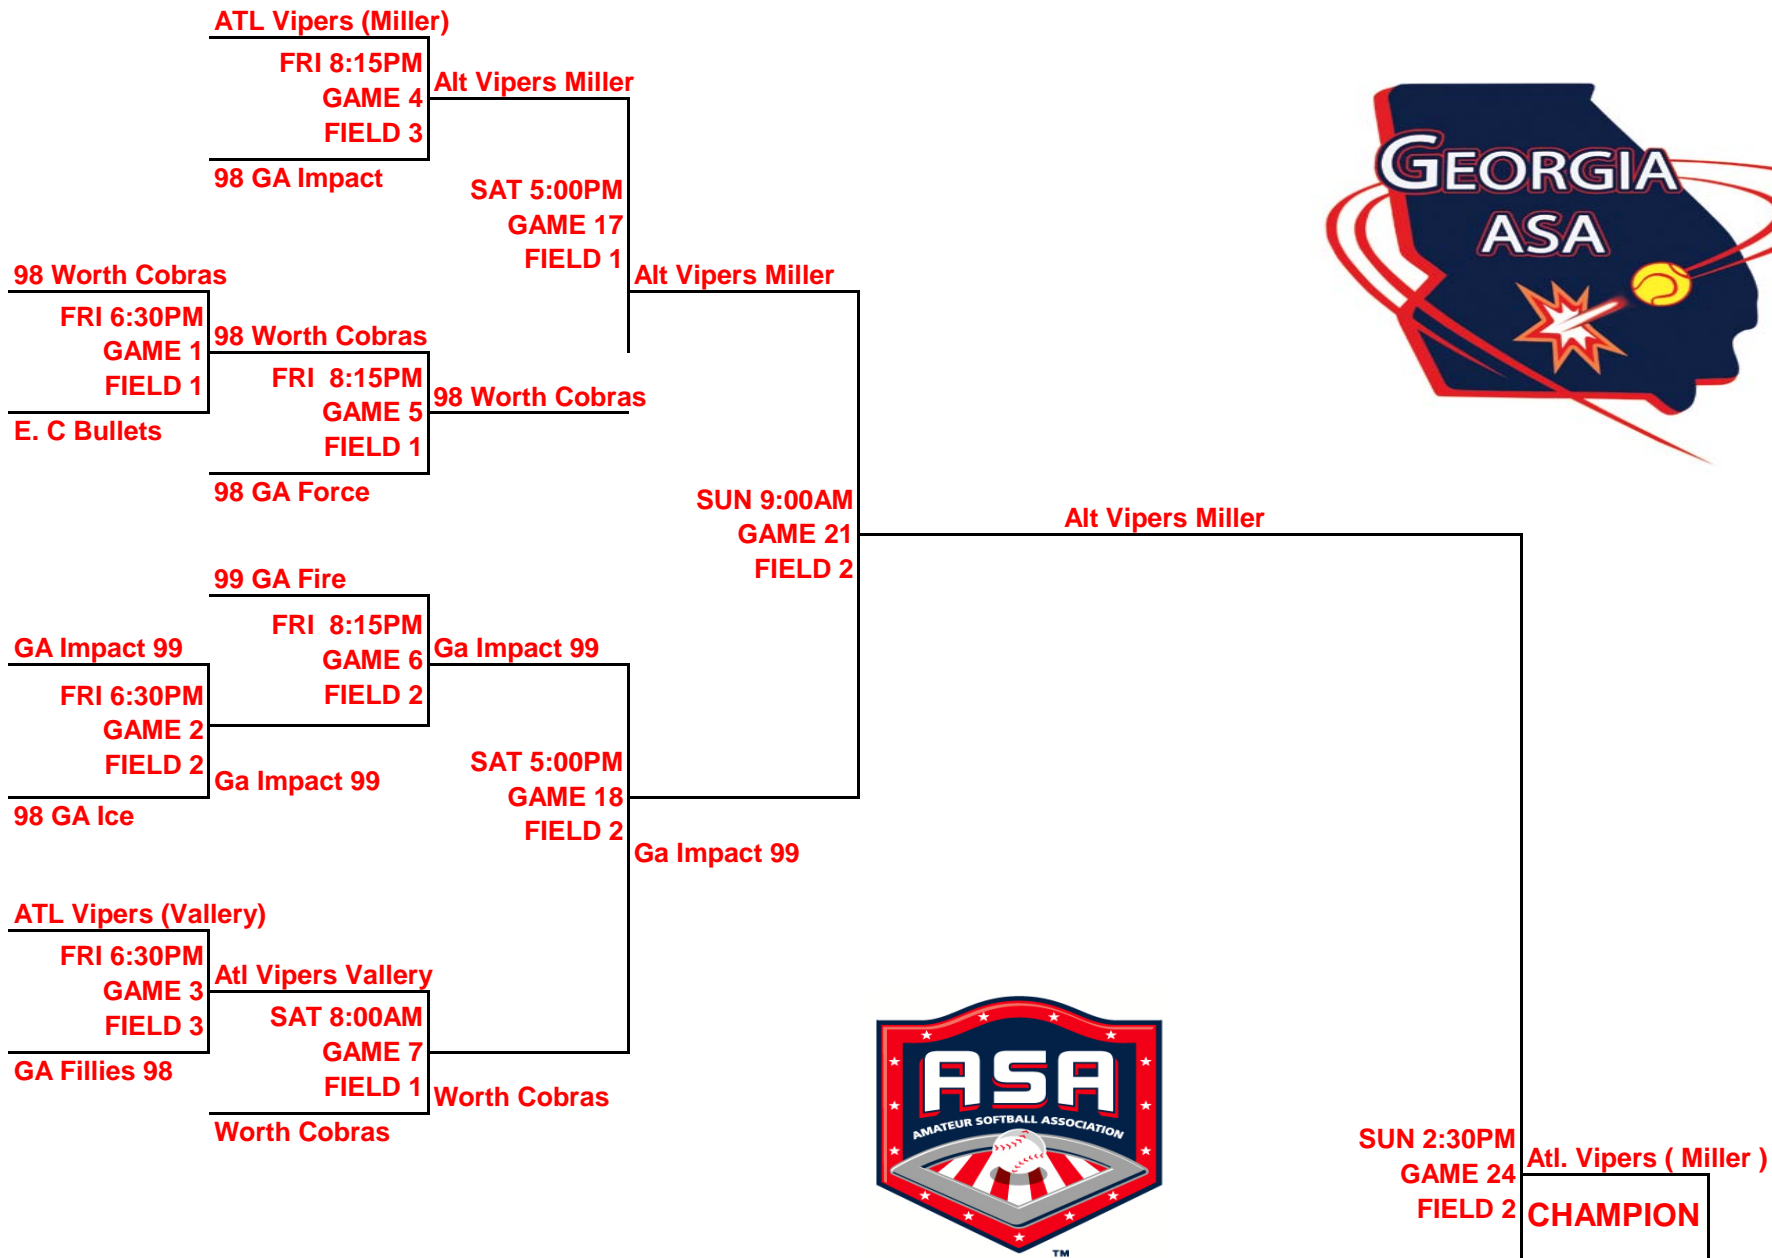 ATL Vipers (Miller)
FRI 8:15PM
GAME 4
FIELD 3
Alt Vipers Miller
98 GA Impact
SAT 5:00PM
GAME 17
FIELD 1
Alt Vipers Miller
98 Worth Cobras
FRI 6:30PM
GAME 1
FIELD 1
98 Worth Cobras
E. C Bullets
FRI 8:15PM
GAME 5
FIELD 1
98 Worth Cobras
98 GA Force
SUN 9:00AM
GAME 21
FIELD 2
Alt Vipers Miller
99 GA Fire
FRI 8:15PM
GAME 6
FIELD 2
Ga Impact 99
GA Impact 99
FRI 6:30PM
GAME 2
FIELD 2
Ga Impact 99
98 GA Ice
SAT 5:00PM
GAME 18
FIELD 2
Ga Impact 99
ATL Vipers (Vallery)
FRI 6:30PM
GAME 3
FIELD 3
Atl Vipers Vallery
GA Fillies 98
SAT 8:00AM
GAME 7
FIELD 1
Worth Cobras
Worth Cobras
GEORGIA
ASA
ASA
AMATEUR SOFTBALL ASSOCIATION
TM
SUN 2:30PM
GAME 24
FIELD 2
Atl. Vipers ( Miller )
CHAMPION